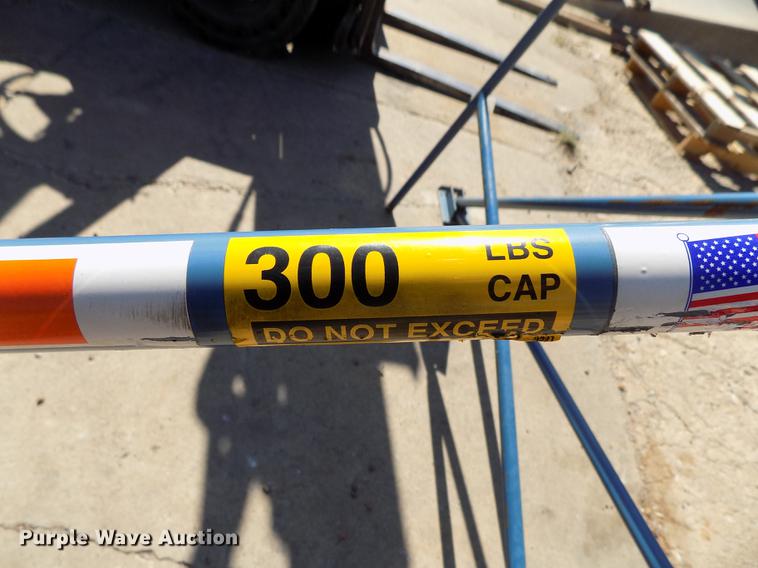 300 LBS
CAP
DO NOT EXCEED
Purple Wave Auction